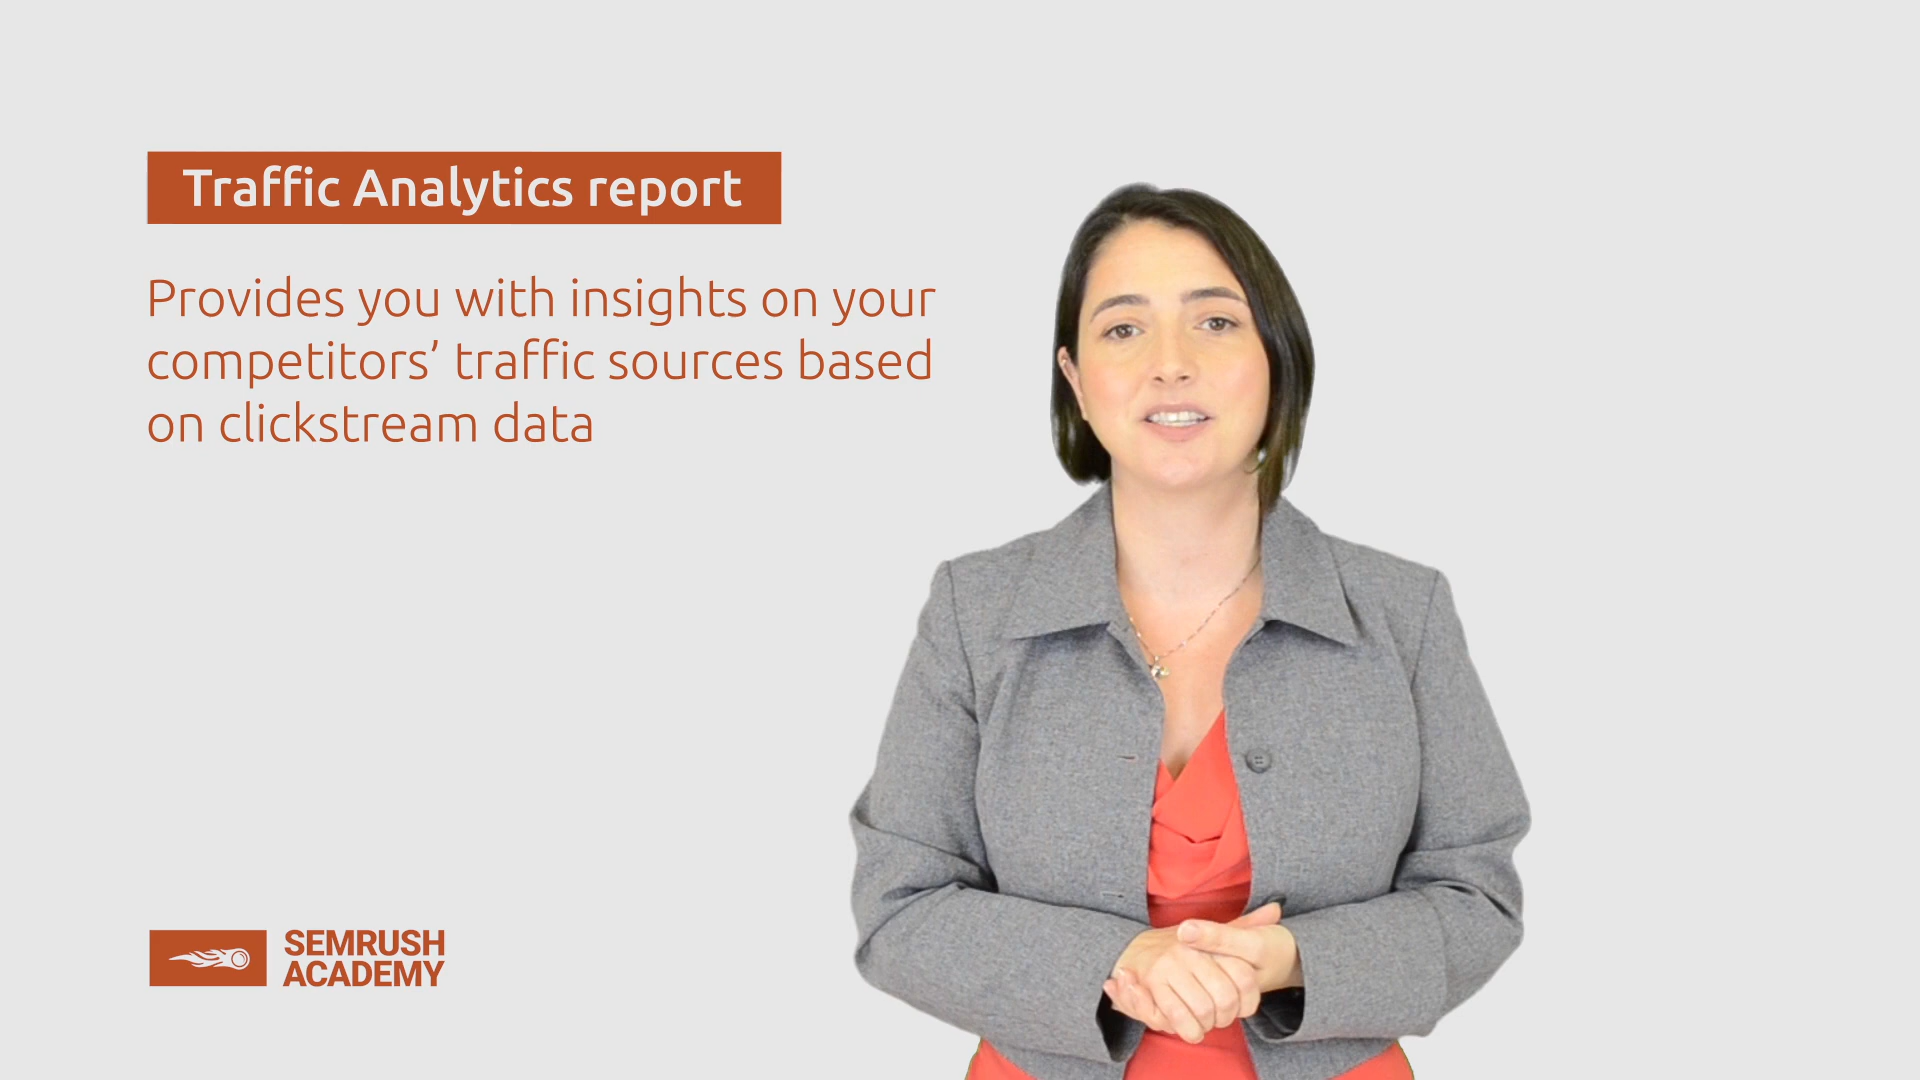 Traffic Analytics report
Provides you with insights on your
competitors’ traffic sources based
on clickstream data
SEMRUSH
ACADEMY